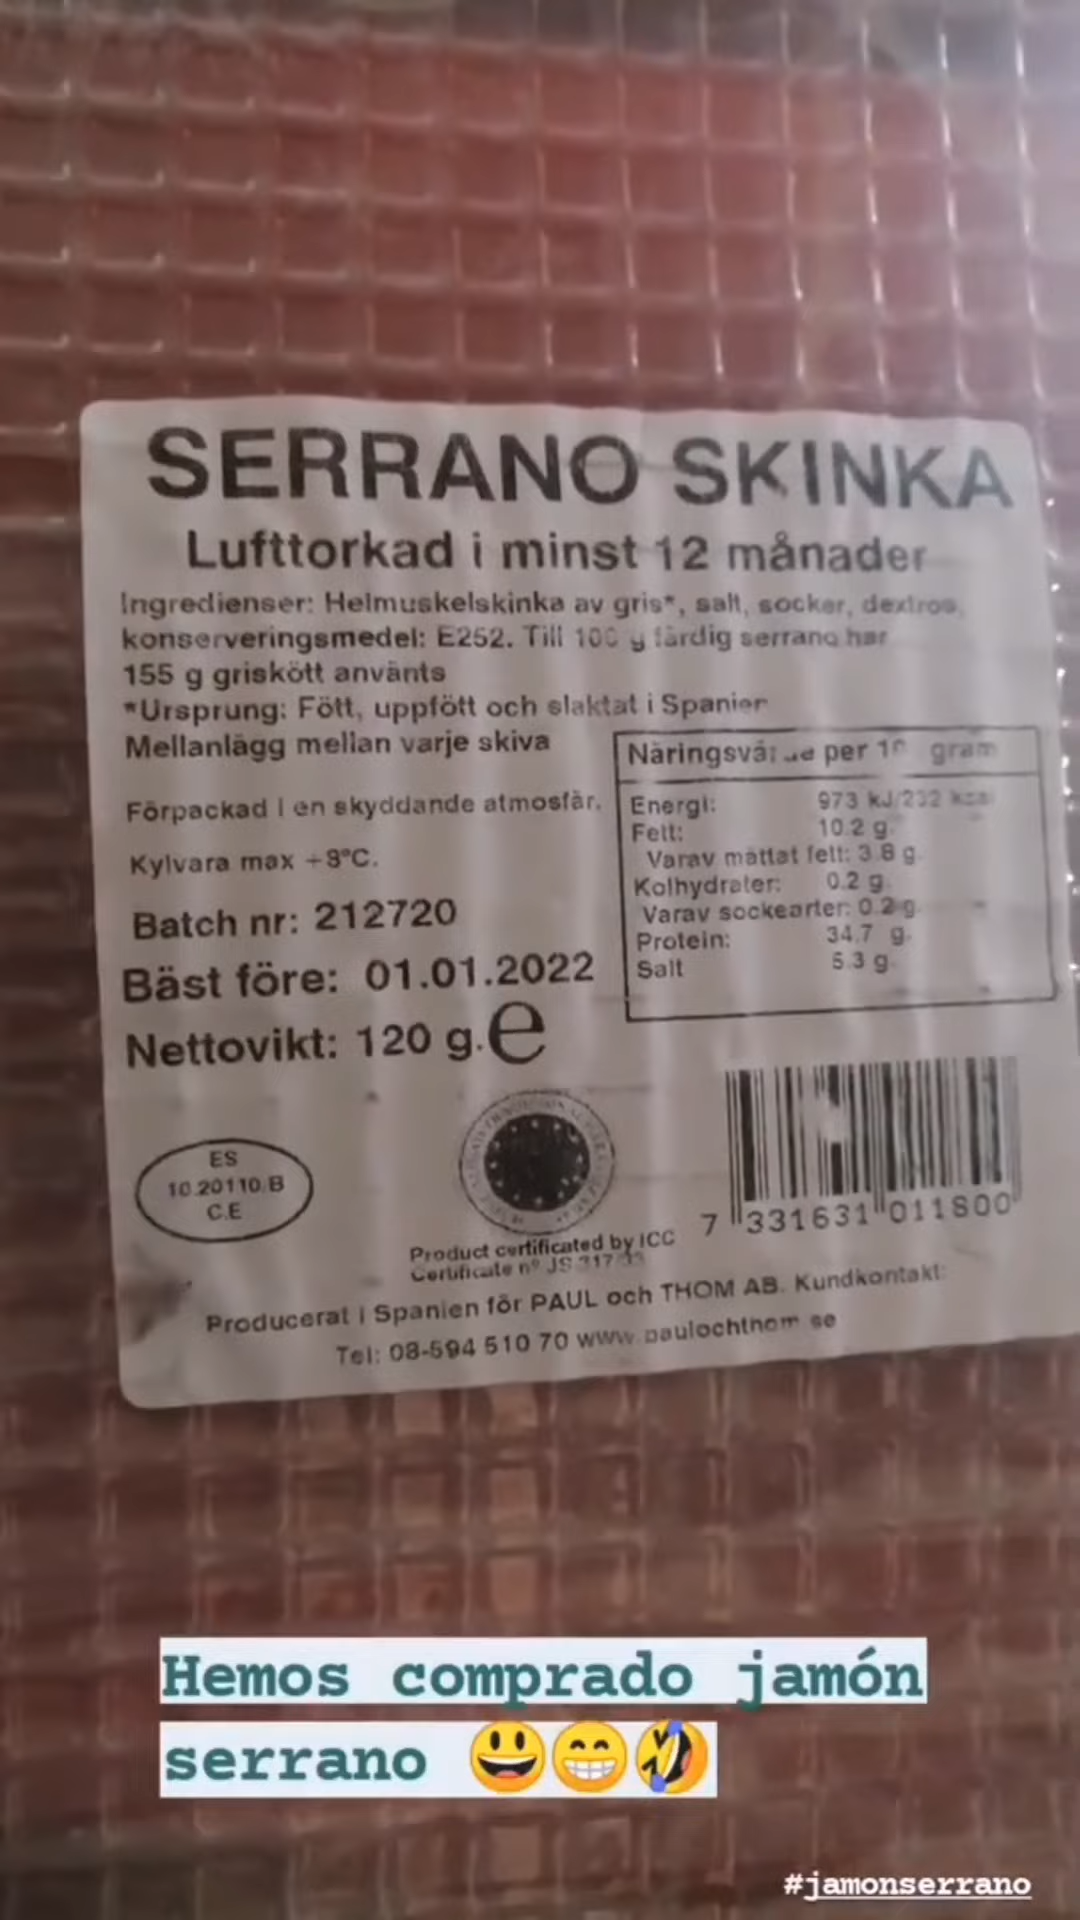 SERRANO SKINKA
Lufttorkad i minst 12 månader
Ingredienser: Helmuskelskinka av gris*, salt, socker, dextros,
konserveringsmedel: E252. Till 100 g färdig serrano har
155 g griskött använts
*Ursprung: Fött, uppfött och slaktat i Spanien
Mellanlägg mellan varje skiva
Förpackad i en skyddande atmosfär.
Kylvara max +8°C.
Batch nr: 212720
Bäst före: 01.01.2022
Nettovikt: 120 g.e
Näringsvärde per 100 gram
Energi: 973 kJ/232 kcal
Fett: 10.2 g.
Varav mättat fett: 3.8 g.
Kolhydrater: 0.2 g.
Varav sockerarter: 0.2 g.
Protein: 34.7 g.
Salt 5.3 g.
ES
10.20110.B
C.E
Product certificated by ICC
Certificate nº JS
7 331631 011800
Producerat i Spanien för PAUL och THOM AB. Kundkontakt:
Tel: 08-594 510 70 www.paulochthom.se
Hemos comprado jamón
serrano 😃😁🤣
#jamonserrano